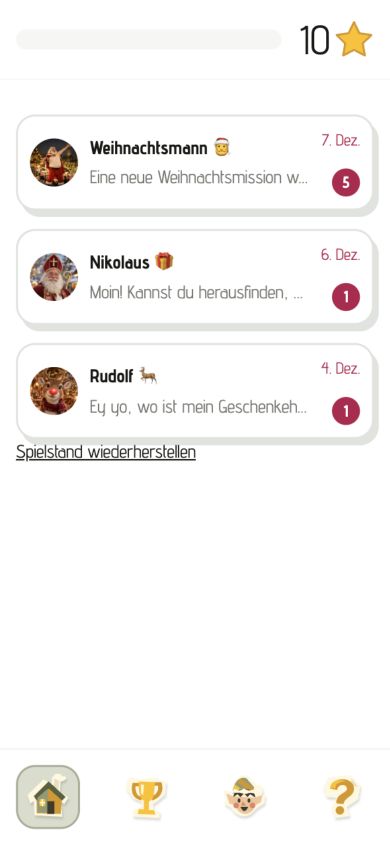 10
Weihnachtsmann 🎅
7. Dez.
Eine neue Weihnachtsmission w...
5
Nikolaus 🎁
6. Dez.
Moin! Kannst du herausfinden, ...
1
Rudolf 🦌
4. Dez.
Ey yo, wo ist mein Geschenkeh...
1
Spielstand wiederherstellen